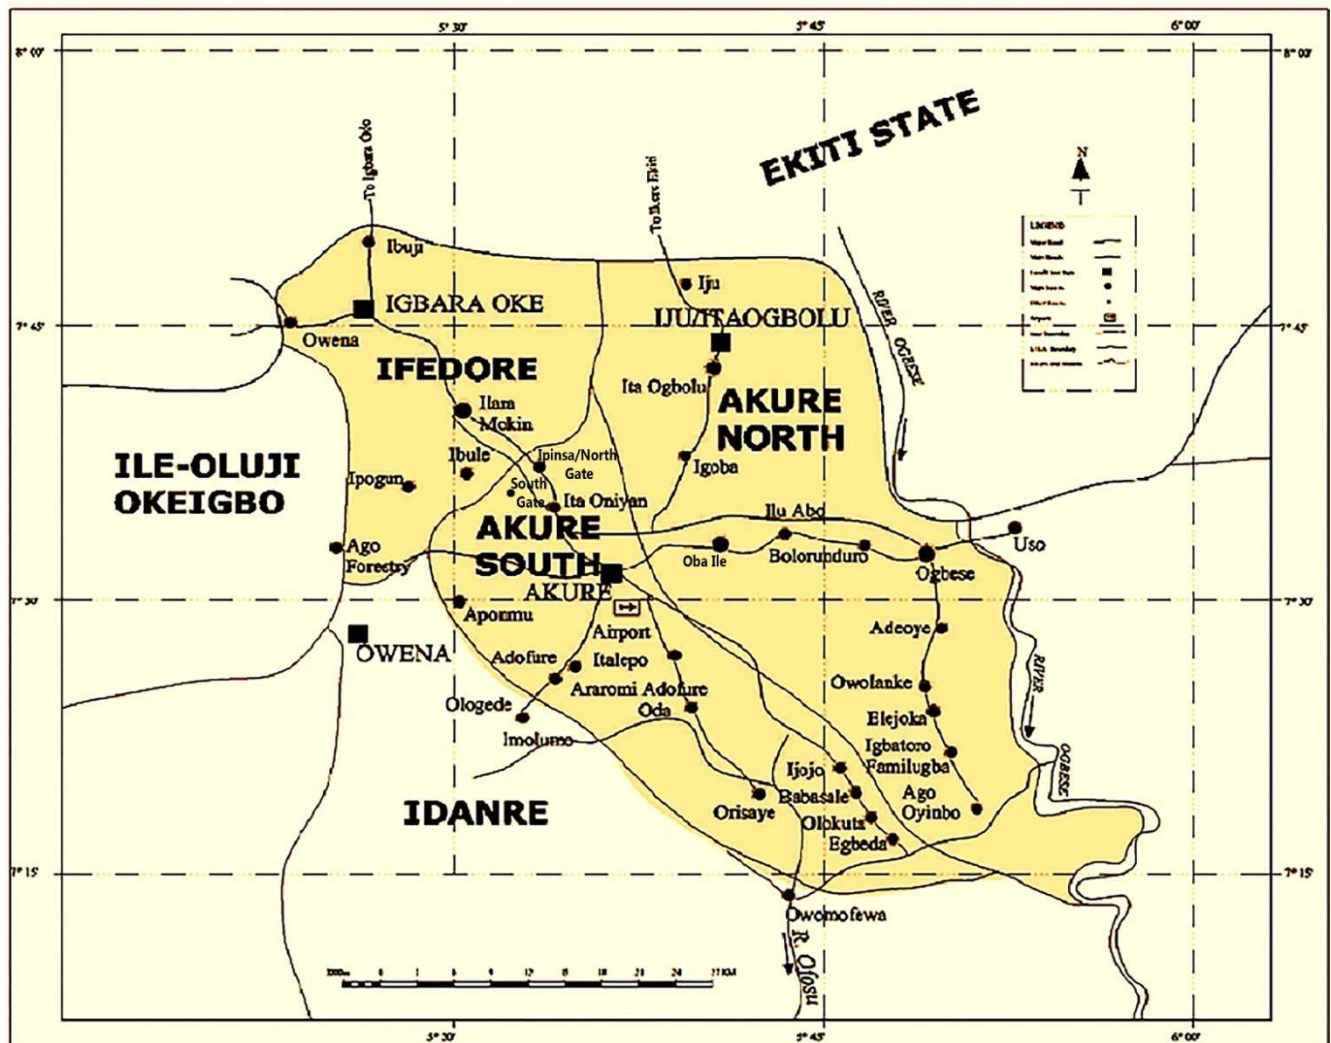 5° 30'
5° 45'
6° 00'
8° 00'
8° 00'
EKITI STATE
To Igbara Odo
N
LEGEND
Ibuji
Iju
IGBARA OKE
IJU/ITAOGBOLU
RIVER OGBESE
7° 45'
7° 45'
Owena
IFEDORE
Ita Ogbolu
AKURE
NORTH
Ilara
Mokin
ILE-OLUJI
OKEIGBO
Ibule
Ipinsa/North
Gate
Igoba
Ipogun
South
Gate
Ita Oniyan
Ilu Abo
AKURE
SOUTH
Uso
Ago
Forestry
Oba Ile
Bolorunduro
Ogbese
AKURE
7° 30'
7° 30'
Aponmu
Airport
Adeoye
OWENA
Adofure
Italepo
RIVER
OGBESE
Araromi Adofure
Owolanke
Ologede
Oda
Elejoka
Imolumo
Igbatoro
Familugba
Ijojo
Babasale
Ago
Oyinbo
IDANRE
Orisaye
Olokuta
Egbeda
7° 15'
7° 15'
Owomofewa
R. Ofosu
5° 30'
5° 45'
6° 00'